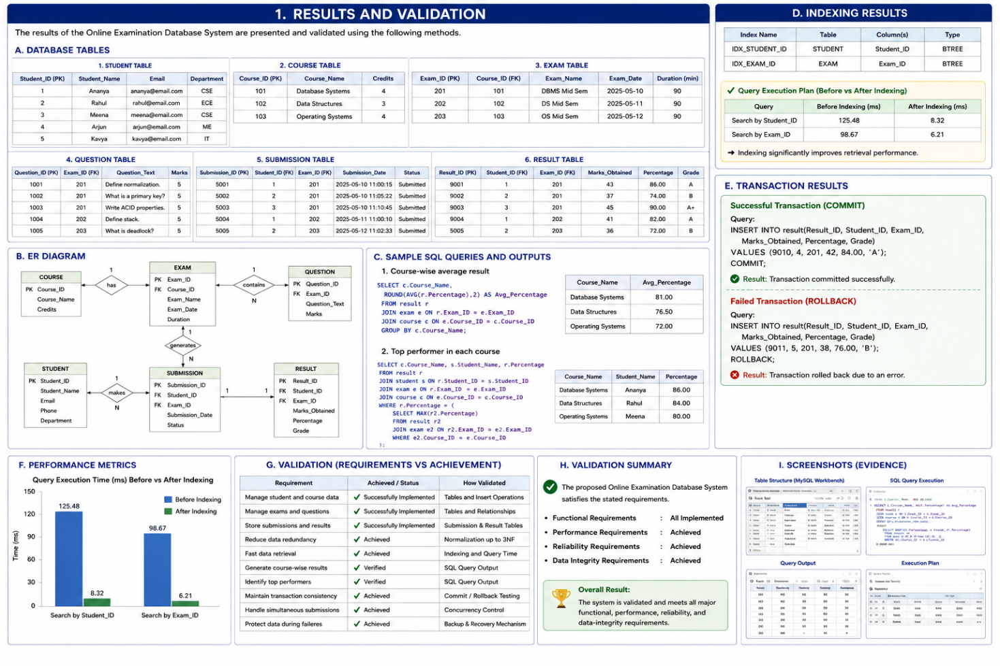 1. RESULTS AND VALIDATION
The results of the Online Examination Database System are presented and validated using the following methods.
A. DATABASE TABLES
1. STUDENT TABLE
Student_ID (PK) Student_Name Email Department
1 Ananya ananya@email.com CSE
2 Rahul rahul@email.com ECE
3 Meena meena@email.com CSE
4 Arjun arjun@email.com ME
5 Kavya kavya@email.com IT
2. COURSE TABLE
Course_ID (PK) Course_Name Credits
101 Database Systems 4
102 Data Structures 3
103 Operating Systems 4
3. EXAM TABLE
Exam_ID (PK) Course_ID (FK) Exam_Name Exam_Date Duration (min)
201 101 DBMS Mid Sem 2025-05-10 90
202 102 DS Mid Sem 2025-05-11 90
203 103 OS Mid Sem 2025-05-12 90
4. QUESTION TABLE
Question_ID (PK) Exam_ID (FK) Question_Text Marks
1001 201 Define normalization. 5
1002 201 What is a primary key? 5
1003 201 Write ACID properties. 5
1004 202 Define stack. 5
1005 203 What is deadlock? 5
5. SUBMISSION TABLE
Submission_ID (PK) Student_ID (FK) Exam_ID (FK) Submission_Date Status
5001 1 201 2025-05-10 11:00:15 Submitted
5002 2 201 2025-05-10 11:05:22 Submitted
5003 3 201 2025-05-10 11:10:45 Submitted
5004 1 202 2025-05-11 11:00:10 Submitted
5005 2 203 2025-05-12 11:02:33 Submitted
6. RESULT TABLE
Result_ID (PK) Student_ID (FK) Exam_ID (FK) Marks_Obtained Percentage Grade
9001 1 201 43 86.00 A
9002 2 201 37 74.00 B
9003 3 201 45 90.00 A+
9004 1 202 41 82.00 A
5005 2 203 36 72.00 B
B. ER DIAGRAM
COURSE
PK Course_ID
Course_Name
Credits
1
has
EXAM
PK Exam_ID
FK Course_ID
Exam_Name
Exam_Date
Duration
1
contains
N
QUESTION
PK Question_ID
FK Exam_ID
Question_Text
Marks
1
generates
N
STUDENT
PK Student_ID
Student_Name
Email
Phone
Department
1
makes
N
SUBMISSION
PK Submission_ID
FK Student_ID
FK Exam_ID
Submission_Date
Status
1 1
RESULT
PK Result_ID
FK Student_ID
FK Exam_ID
Marks_Obtained
Percentage
Grade
C. SAMPLE SQL QUERIES AND OUTPUTS
1. Course-wise average result
SELECT c.Course_Name,
ROUND(AVG(r.Percentage),2) AS Avg_Percentage
FROM result r
JOIN exam e ON r.Exam_ID = e.Exam_ID
JOIN course c ON e.Course_ID = c.Course_ID
GROUP BY c.Course_Name;
Course_Name Avg_Percentage
Database Systems 81.00
Data Structures 76.50
Operating Systems 72.00
2. Top performer in each course
SELECT c.Course_Name, s.Student_Name, r.Percentage
FROM result r
JOIN student s ON r.Student_ID = s.Student_ID
JOIN exam e ON r.Exam_ID = e.Exam_ID
JOIN course c ON e.Course_ID = c.Course_ID
WHERE r.Percentage = (
SELECT MAX(r2.Percentage)
FROM result r2
JOIN exam e2 ON r2.Exam_ID = e2.Exam_ID
WHERE e2.Course_ID = e.Course_ID
);
Course_Name Student_Name Percentage
Database Systems Ananya 86.00
Data Structures Rahul 84.00
Operating Systems Meena 80.00
D. INDEXING RESULTS
Index Name Table Column(s) Type
IDX_STUDENT_ID STUDENT Student_ID BTREE
IDX_EXAM_ID EXAM Exam_ID BTREE
✓ Query Execution Plan (Before vs After Indexing)
Query Before Indexing (ms) After Indexing (ms)
Search by Student_ID 125.48 8.32
Search by Exam_ID 98.67 6.21
➔ Indexing significantly improves retrieval performance.
E. TRANSACTION RESULTS
Successful Transaction (COMMIT)
Query:
INSERT INTO result(Result_ID, Student_ID, Exam_ID,
Marks_Obtained, Percentage, Grade)
VALUES (9010, 4, 201, 42, 84.00, 'A');
COMMIT;
Result: Transaction committed successfully.
Failed Transaction (ROLLBACK)
Query:
INSERT INTO result(Result_ID, Student_ID, Exam_ID,
Marks_Obtained, Percentage, Grade)
VALUES (9011, 5, 201, 38, 76.00, 'B');
ROLLBACK;
Result: Transaction rolled back due to an error.
F. PERFORMANCE METRICS
Query Execution Time (ms) Before vs After Indexing
Time (ms)
150
120
90
60
30
0
125.48
8.32
98.67
6.21
Before Indexing
After Indexing
Search by Student_ID Search by Exam_ID
G. VALIDATION (REQUIREMENTS VS ACHIEVEMENT)
Requirement Achieved / Status How Validated
Manage student and course data ✓ Successfully Implemented Tables and Insert Operations
Manage exams and questions ✓ Successfully Implemented Tables and Relationships
Store submissions and results ✓ Successfully Implemented Submission & Result Tables
Reduce data redundancy ✓ Achieved Normalization up to 3NF
Fast data retrieval ✓ Achieved Indexing and Query Time
Generate course-wise results ✓ Verified SQL Query Output
Identify top performers ✓ Verified SQL Query Output
Maintain transaction consistency ✓ Achieved Commit / Rollback Testing
Handle simultaneous submissions ✓ Achieved Concurrency Control
Protect data during faileres ✓ Achieved Backup & Recovery Mechanism
H. VALIDATION SUMMARY
The proposed Online Examination Database System
satisfies the stated requirements.
• Functional Requirements : All Implemented
• Performance Requirements : Achieved
• Reliability Requirements : Achieved
• Data Integrity Requirements : Achieved
Overall Result:
The system is validated and meets all major
functional, performance, reliability, and
data-integrity requirements.
I. SCREENSHOTS (EVIDENCE)
Table Structure (MySQL Workbench)
SQL Query Execution
Query Output
Execution Plan